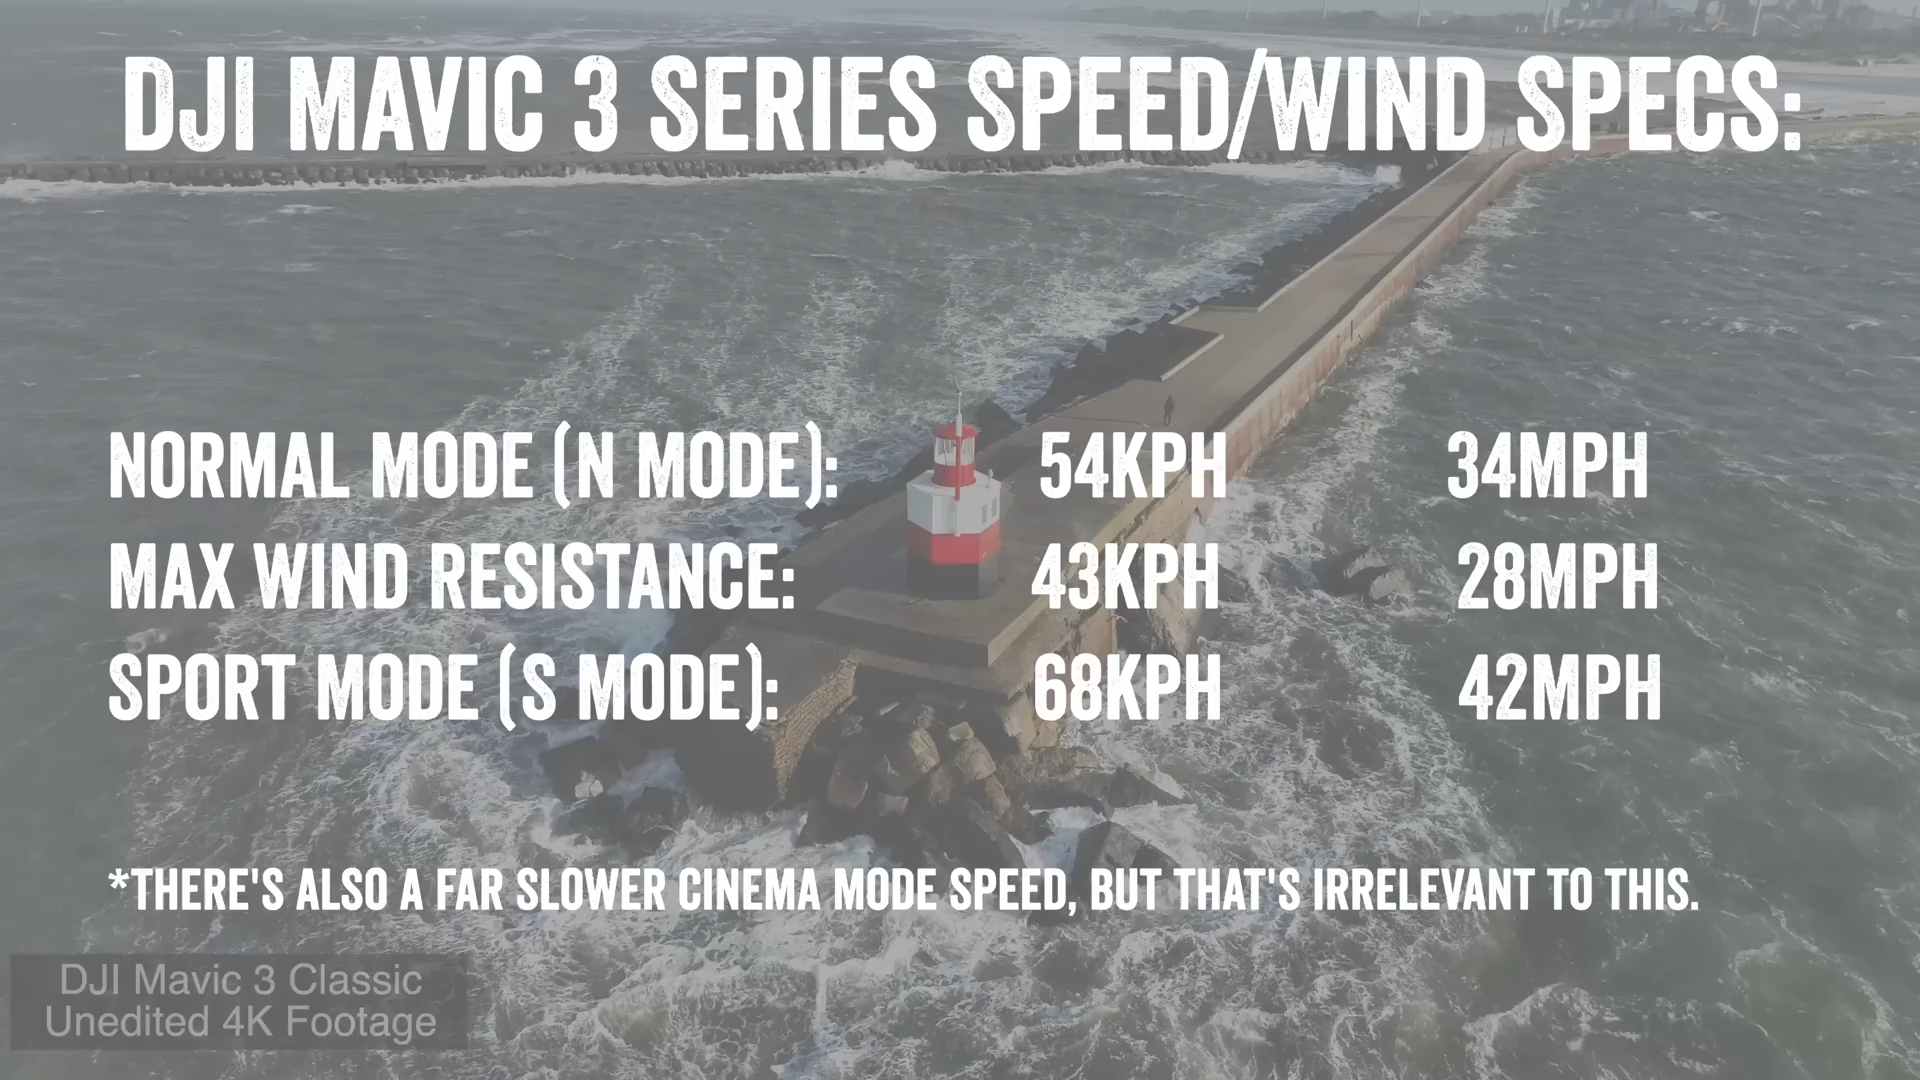 DJI MAVIC 3 SERIES SPEED/WIND SPECS:
NORMAL MODE (N MODE): 54KPH 34MPH
MAX WIND RESISTANCE: 43KPH 28MPH
SPORT MODE (S MODE): 68KPH 42MPH
*THERE'S ALSO A FAR SLOWER CINEMA MODE SPEED, BUT THAT'S IRRELEVANT TO THIS.
DJI Mavic 3 Classic
Unedited 4K Footage